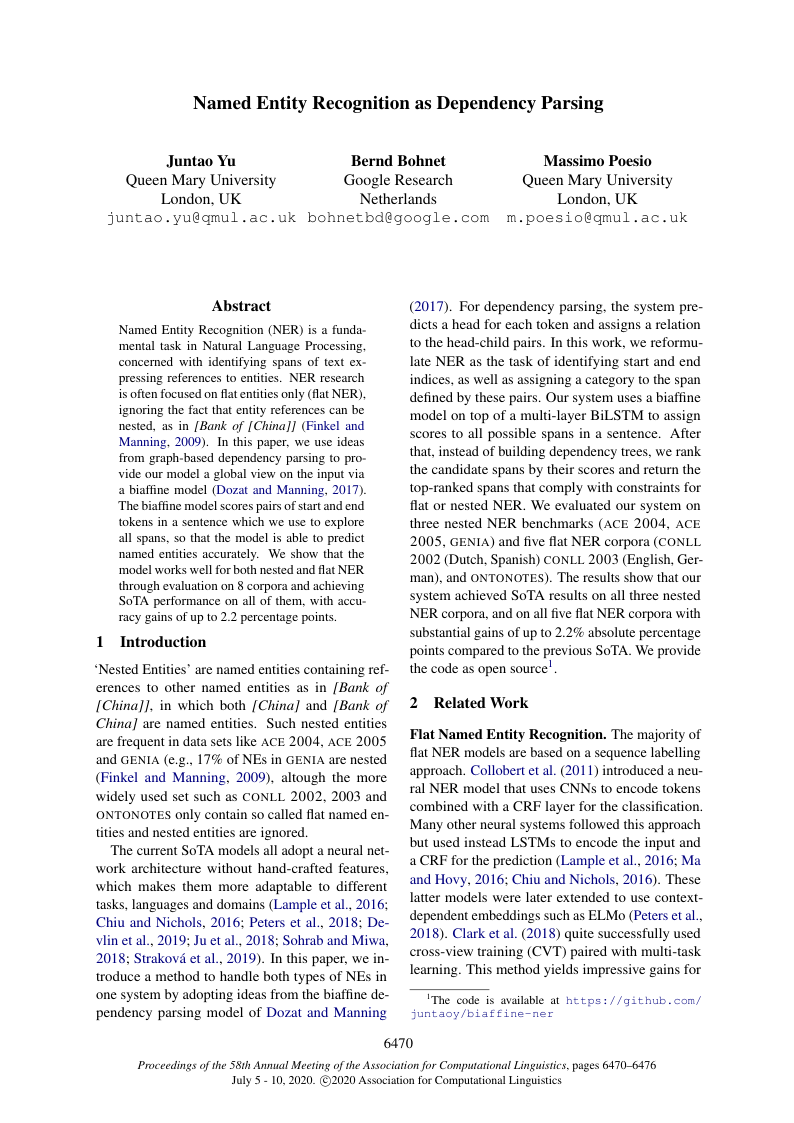 Named Entity Recognition as Dependency Parsing
Juntao Yu
Queen Mary University
London, UK
juntao.yu@qmul.ac.uk
Bernd Bohnet
Google Research
Netherlands
bohnetbd@google.com
Massimo Poesio
Queen Mary University
London, UK
m.poesio@qmul.ac.uk
Abstract
Named Entity Recognition (NER) is a funda-
mental task in Natural Language Processing,
concerned with identifying spans of text ex-
pressing references to entities. NER research
is often focused on flat entities only (flat NER),
ignoring the fact that entity references can be
nested, as in [Bank of [China]] (Finkel and
Manning, 2009). In this paper, we use ideas
from graph-based dependency parsing to pro-
vide our model a global view on the input via
a biaffine model (Dozat and Manning, 2017).
The biaffine model scores pairs of start and end
tokens in a sentence which we use to explore
all spans, so that the model is able to predict
named entities accurately. We show that the
model works well for both nested and flat NER
through evaluation on 8 corpora and achieving
SoTA performance on all of them, with accu-
racy gains of up to 2.2 percentage points.
1 Introduction
‘Nested Entities’ are named entities containing ref-
erences to other named entities as in [Bank of
[China]], in which both [China] and [Bank of
China] are named entities. Such nested entities
are frequent in data sets like ACE 2004, ACE 2005
and GENIA (e.g., 17% of NEs in GENIA are nested
(Finkel and Manning, 2009), altough the more
widely used set such as CONLL 2002, 2003 and
ONTONOTES only contain so called flat named en-
tities and nested entities are ignored.
The current SoTA models all adopt a neural net-
work architecture without hand-crafted features,
which makes them more adaptable to different
tasks, languages and domains (Lample et al., 2016;
Chiu and Nichols, 2016; Peters et al., 2018; De-
vlin et al., 2019; Ju et al., 2018; Sohrab and Miwa,
2018; Straková et al., 2019). In this paper, we in-
troduce a method to handle both types of NEs in
one system by adopting ideas from the biaffine de-
pendency parsing model of Dozat and Manning
(2017). For dependency parsing, the system pre-
dicts a head for each token and assigns a relation
to the head-child pairs. In this work, we reformu-
late NER as the task of identifying start and end
indices, as well as assigning a category to the span
defined by these pairs. Our system uses a biaffine
model on top of a multi-layer BiLSTM to assign
scores to all possible spans in a sentence. After
that, instead of building dependency trees, we rank
the candidate spans by their scores and return the
top-ranked spans that comply with constraints for
flat or nested NER. We evaluated our system on
three nested NER benchmarks (ACE 2004, ACE
2005, GENIA) and five flat NER corpora (CONLL
2002 (Dutch, Spanish) CONLL 2003 (English, Ger-
man), and ONTONOTES). The results show that our
system achieved SoTA results on all three nested
NER corpora, and on all five flat NER corpora with
substantial gains of up to 2.2% absolute percentage
points compared to the previous SoTA. We provide
the code as open source1.
2 Related Work
Flat Named Entity Recognition. The majority of
flat NER models are based on a sequence labelling
approach. Collobert et al. (2011) introduced a neu-
ral NER model that uses CNNs to encode tokens
combined with a CRF layer for the classification.
Many other neural systems followed this approach
but used instead LSTMs to encode the input and
a CRF for the prediction (Lample et al., 2016; Ma
and Hovy, 2016; Chiu and Nichols, 2016). These
latter models were later extended to use context-
dependent embeddings such as ELMo (Peters et al.,
2018). Clark et al. (2018) quite successfully used
cross-view training (CVT) paired with multi-task
learning. This method yields impressive gains for
1The code is available at https://github.com/
juntaoy/biaffine-ner
6470
Proceedings of the 58th Annual Meeting of the Association for Computational Linguistics, pages 6470–6476
July 5 - 10, 2020. ©2020 Association for Computational Linguistics